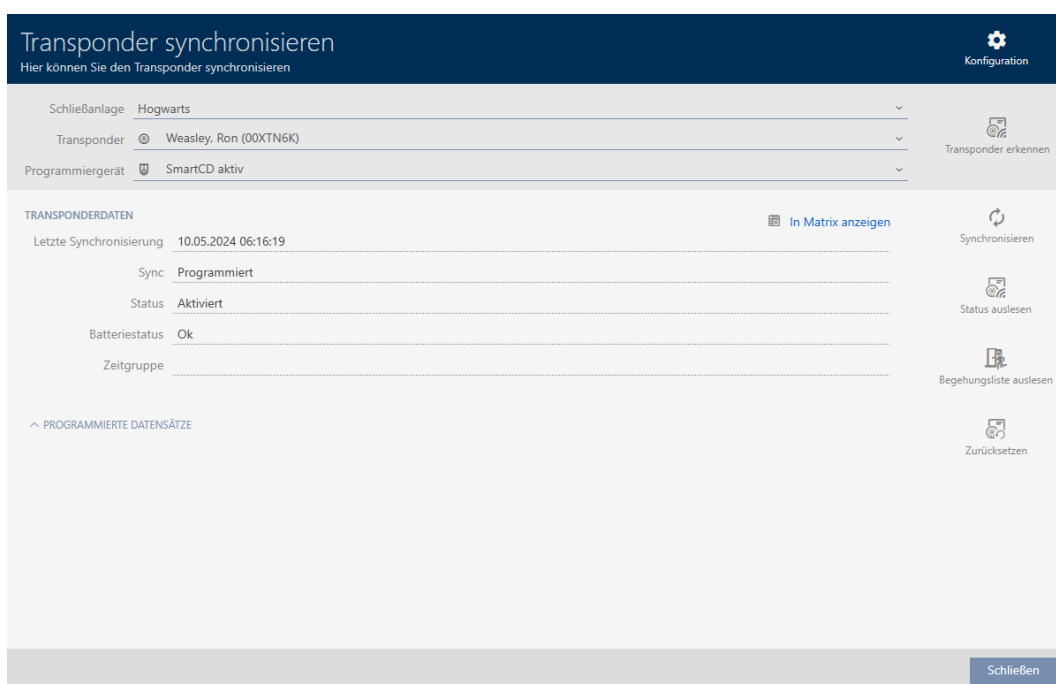 Transponder synchronisieren
Hier können Sie den Transponder synchronisieren
Konfiguration
Schließanlage Hogwarts
Transponder Weasley, Ron (00XTN6K)
Programmiergerät SmartCD aktiv
Transponder erkennen
TRANSPONDERDATEN
In Matrix anzeigen
Letzte Synchronisierung 10.05.2024 06:16:19
Sync Programmiert
Status Aktiviert
Batteriestatus Ok
Zeitgruppe
PROGRAMMIERTE DATENSÄTZE
Synchronisieren
Status auslesen
Begehungsliste auslesen
Zurücksetzen
Schließen